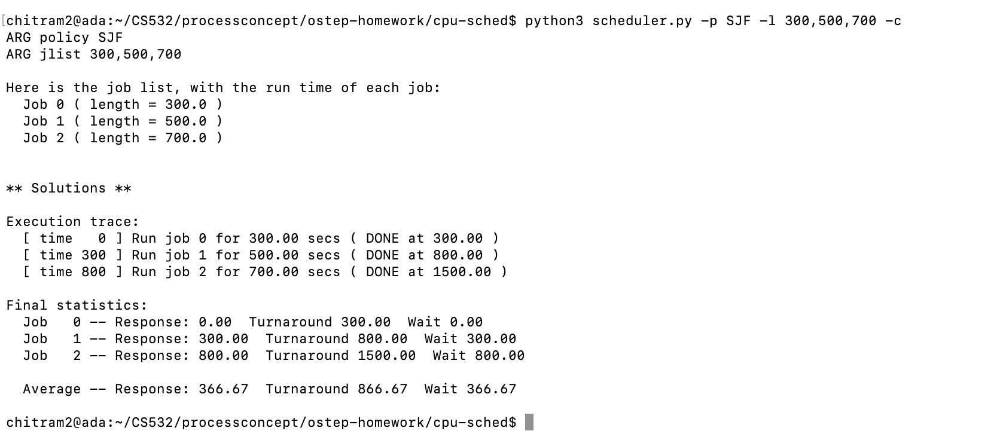 [chitram2@ada:~/CS532/processconcept/ostep-homework/cpu-sched$ python3 scheduler.py -p SJF -l 300,500,700 -c
ARG policy SJF
ARG jlist 300,500,700

Here is the job list, with the run time of each job:
  Job 0 ( length = 300.0 )
  Job 1 ( length = 500.0 )
  Job 2 ( length = 700.0 )


** Solutions **

Execution trace:
  [ time   0 ] Run job 0 for 300.00 secs ( DONE at 300.00 )
  [ time 300 ] Run job 1 for 500.00 secs ( DONE at 800.00 )
  [ time 800 ] Run job 2 for 700.00 secs ( DONE at 1500.00 )

Final statistics:
  Job   0 -- Response: 0.00  Turnaround 300.00  Wait 0.00
  Job   1 -- Response: 300.00  Turnaround 800.00  Wait 300.00
  Job   2 -- Response: 800.00  Turnaround 1500.00  Wait 800.00

  Average -- Response: 366.67  Turnaround 866.67  Wait 366.67

chitram2@ada:~/CS532/processconcept/ostep-homework/cpu-sched$